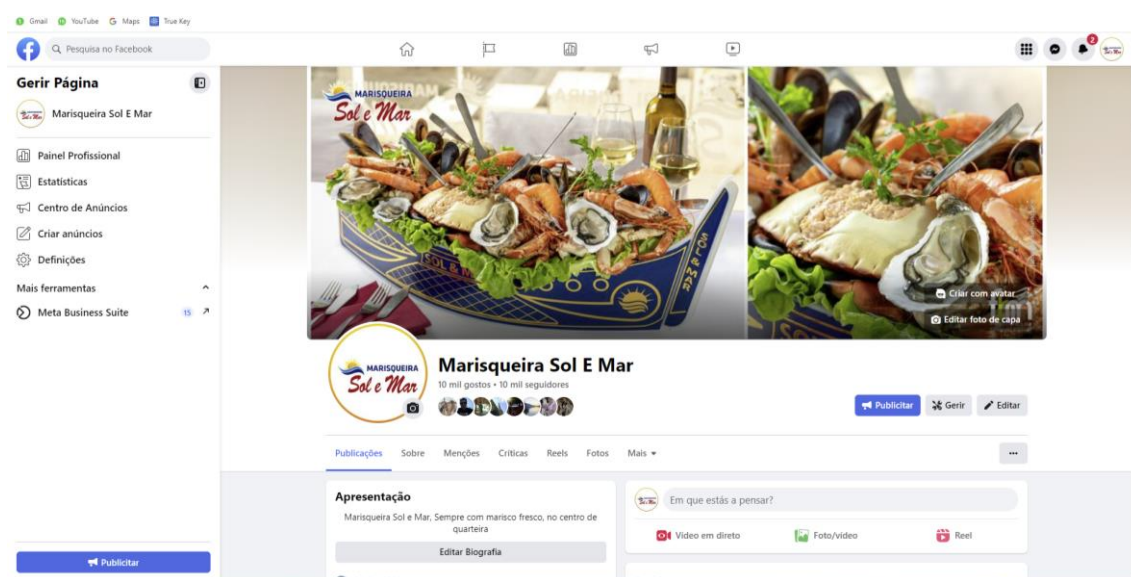 Gmail YouTube Maps True Key
Pesquisa no Facebook
2
Gerir Página
Marisqueira Sol E Mar
Painel Profissional
Estatísticas
Centro de Anúncios
Criar anúncios
Definições
Mais ferramentas
Meta Business Suite 15
Publicitar
MARISQUEIRA
Sol e Mar
SOL & MAR
Criar com avatar
Editar foto de capa
MARISQUEIRA
Sol e Mar
Marisqueira Sol E Mar
10 mil gostos • 10 mil seguidores
Publicitar Gerir Editar
Publicações Sobre Menções Críticas Reels Fotos Mais
Apresentação
Marisqueira Sol e Mar, Sempre com marisco fresco, no centro de
quarteira
Editar Biografia
Em que estás a pensar?
Vídeo em direto Foto/vídeo Reel